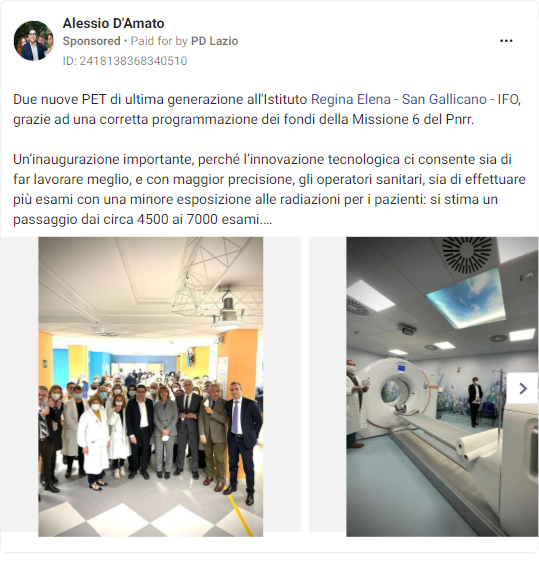 Alessio D'Amato
Sponsored • Paid for by PD Lazio
ID: 2418138368340510
Due nuove PET di ultima generazione all'Istituto Regina Elena - San Gallicano - IFO,
grazie ad una corretta programmazione dei fondi della Missione 6 del Pnrr.
Un’inaugurazione importante, perché l’innovazione tecnologica ci consente sia di
far lavorare meglio, e con maggior precisione, gli operatori sanitari, sia di effettuare
più esami con una minore esposizione alle radiazioni per i pazienti: si stima un
passaggio dai circa 4500 ai 7000 esami....